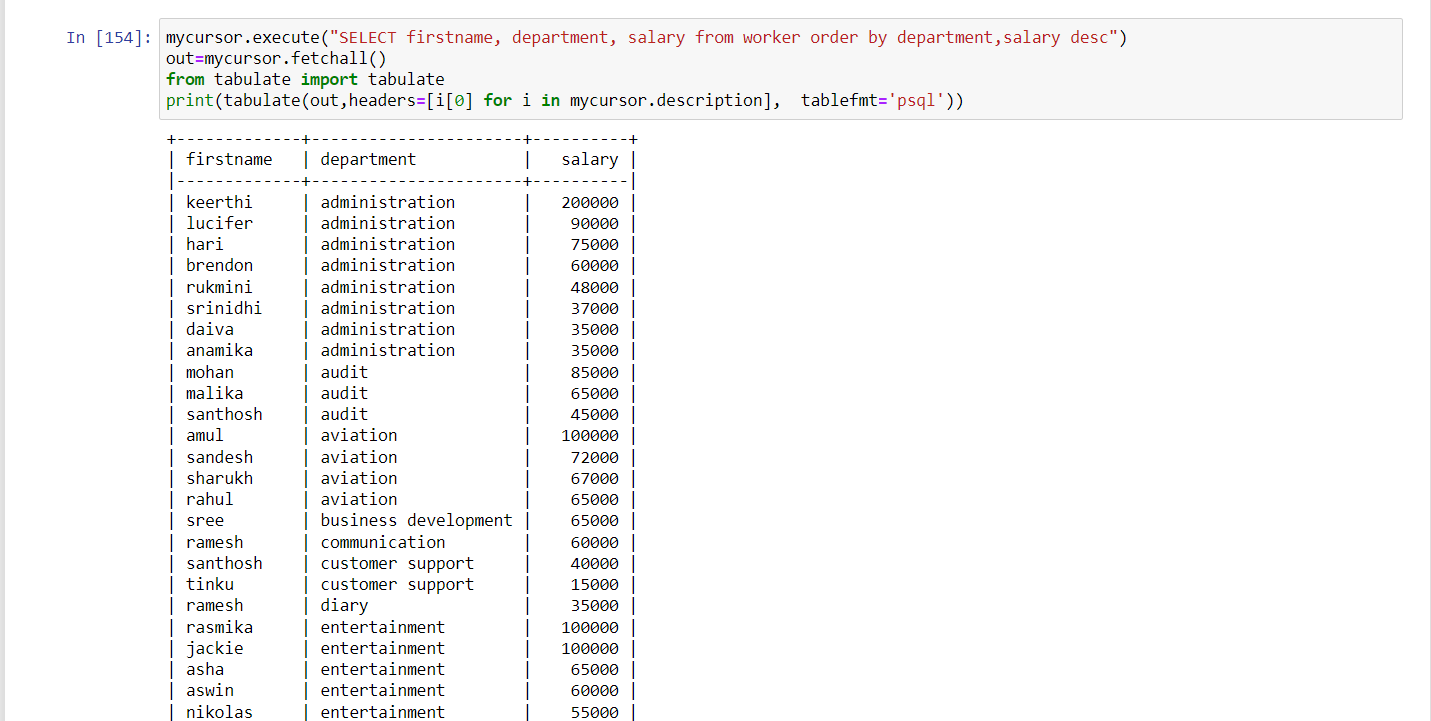 In [154]: mycursor.execute("SELECT firstname, department, salary from worker order by department,salary desc")
out=mycursor.fetchall()
from tabulate import tabulate
print(tabulate(out,headers=[i[0] for i in mycursor.description],  tablefmt='psql'))
+-------------+----------------------+----------+
| firstname   | department           |   salary |
|-------------+----------------------+----------|
| keerthi     | administration       |   200000 |
| lucifer     | administration       |    90000 |
| hari        | administration       |    75000 |
| brendon     | administration       |    60000 |
| rukmini     | administration       |    48000 |
| srinidhi    | administration       |    37000 |
| daiva       | administration       |    35000 |
| anamika     | administration       |    35000 |
| mohan       | audit                |    85000 |
| malika      | audit                |    65000 |
| santhosh    | audit                |    45000 |
| amul        | aviation             |   100000 |
| sandesh     | aviation             |    72000 |
| sharukh     | aviation             |    67000 |
| rahul       | aviation             |    65000 |
| sree        | business development |    65000 |
| ramesh      | communication        |    60000 |
| santhosh    | customer support     |    40000 |
| tinku       | customer support     |    15000 |
| ramesh      | diary                |    35000 |
| rasmika     | entertainment        |   100000 |
| jackie      | entertainment        |   100000 |
| asha        | entertainment        |    65000 |
| aswin       | entertainment        |    60000 |
| nikolas     | entertainment        |    55000 |